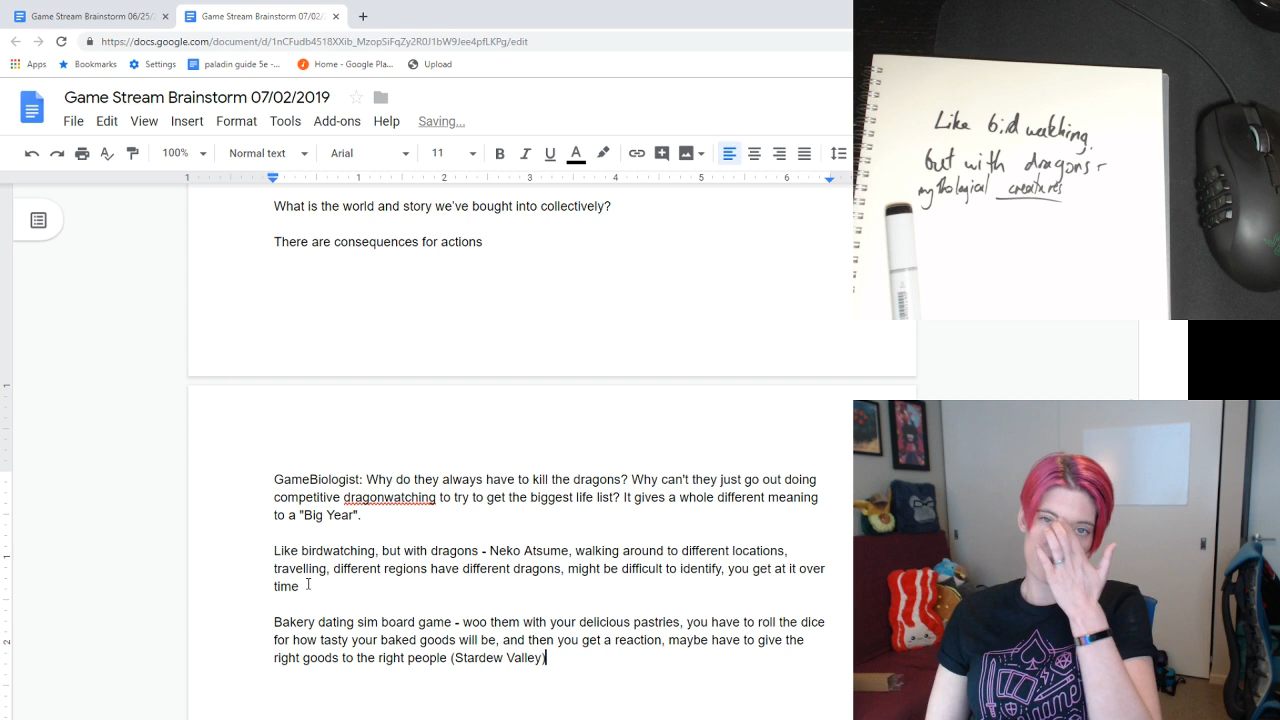 Game Stream Brainstorm 06/25/
Game Stream Brainstorm 07/02/
https://docs.google.com/document/d/1nCFudb4518XXib_MzopSiFqZy2R0J1bW9Jee4pfLKPg/edit
Apps Bookmarks Settings paladin guide 5e -... Home - Google Pla... Upload
Game Stream Brainstorm 07/02/2019
File Edit View Insert Format Tools Add-ons Help Saving...
100% Normal text Arial 11 B I U A
1 1 2 3 4 5 6
What is the world and story we've bought into collectively?
There are consequences for actions
GameBiologist: Why do they always have to kill the dragons? Why can't they just go out doing
competitive dragonwatching to try to get the biggest life list? It gives a whole different meaning
to a "Big Year".
Like birdwatching, but with dragons - Neko Atsume, walking around to different locations,
travelling, different regions have different dragons, might be difficult to identify, you get at it over
time
Bakery dating sim board game - woo them with your delicious pastries, you have to roll the dice
for how tasty your baked goods will be, and then you get a reaction, maybe have to give the
right goods to the right people (Stardew Valley)
Like bird watching,
but with dragons -
mythological creatures